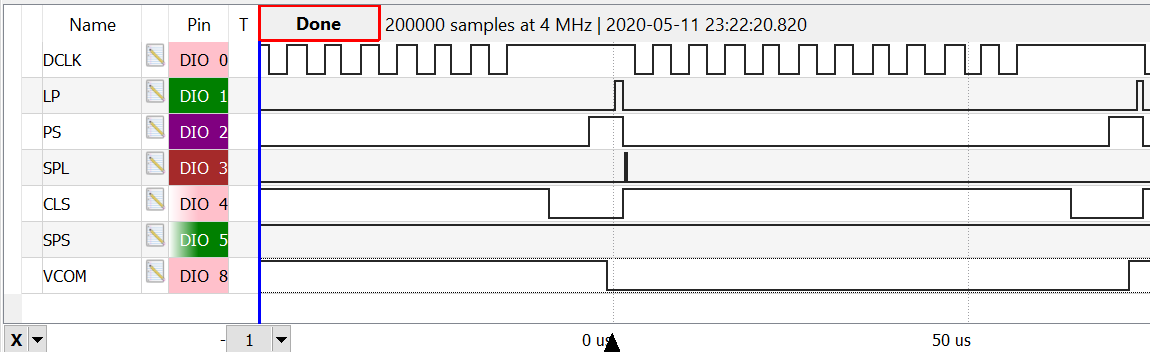 Name Pin T Done 200000 samples at 4 MHz | 2020-05-11 23:22:20.820
DCLK DIO 0
LP DIO 1
PS DIO 2
SPL DIO 3
CLS DIO 4
SPS DIO 5
VCOM DIO 8
X - 1 0 us 50 us